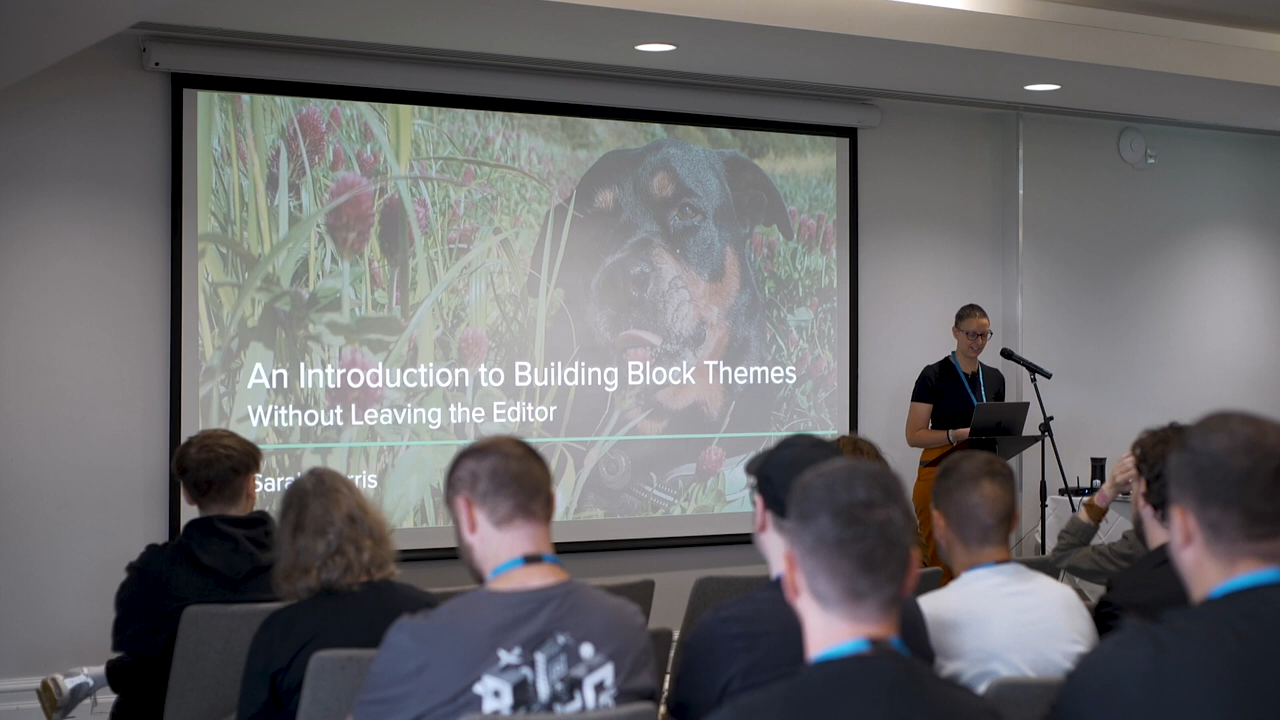 An Introduction to Building Block Themes
Without Leaving the Editor